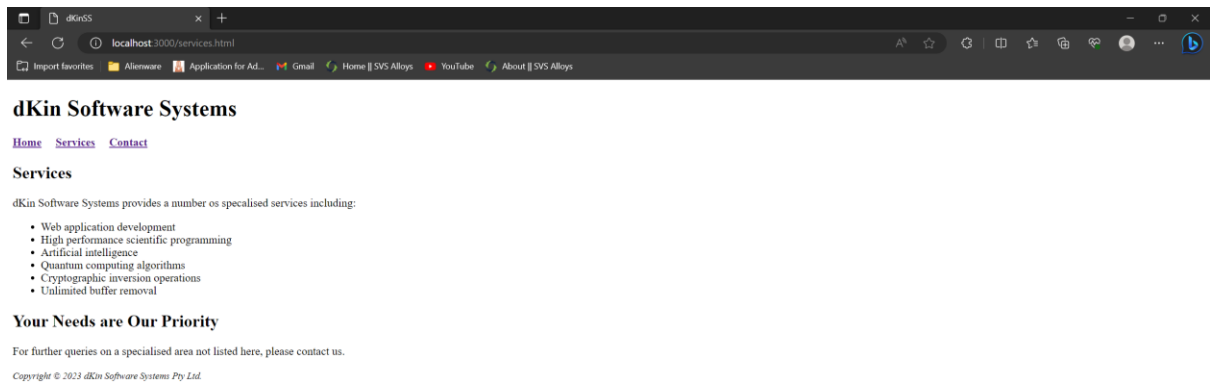 dKinSS
localhost:3000/services.html
Import favorites Alienware Application for Ad... Gmail Home || SVS Alloys YouTube About || SVS Alloys
dKin Software Systems
Home Services Contact
Services
dKin Software Systems provides a number os specalised services including:
Web application development
High performance scientific programming
Artificial intelligence
Quantum computing algorithms
Cryptographic inversion operations
Unlimited buffer removal
Your Needs are Our Priority
For further queries on a specialised area not listed here, please contact us.
Copyright © 2023 dKin Software Systems Pty Ltd.